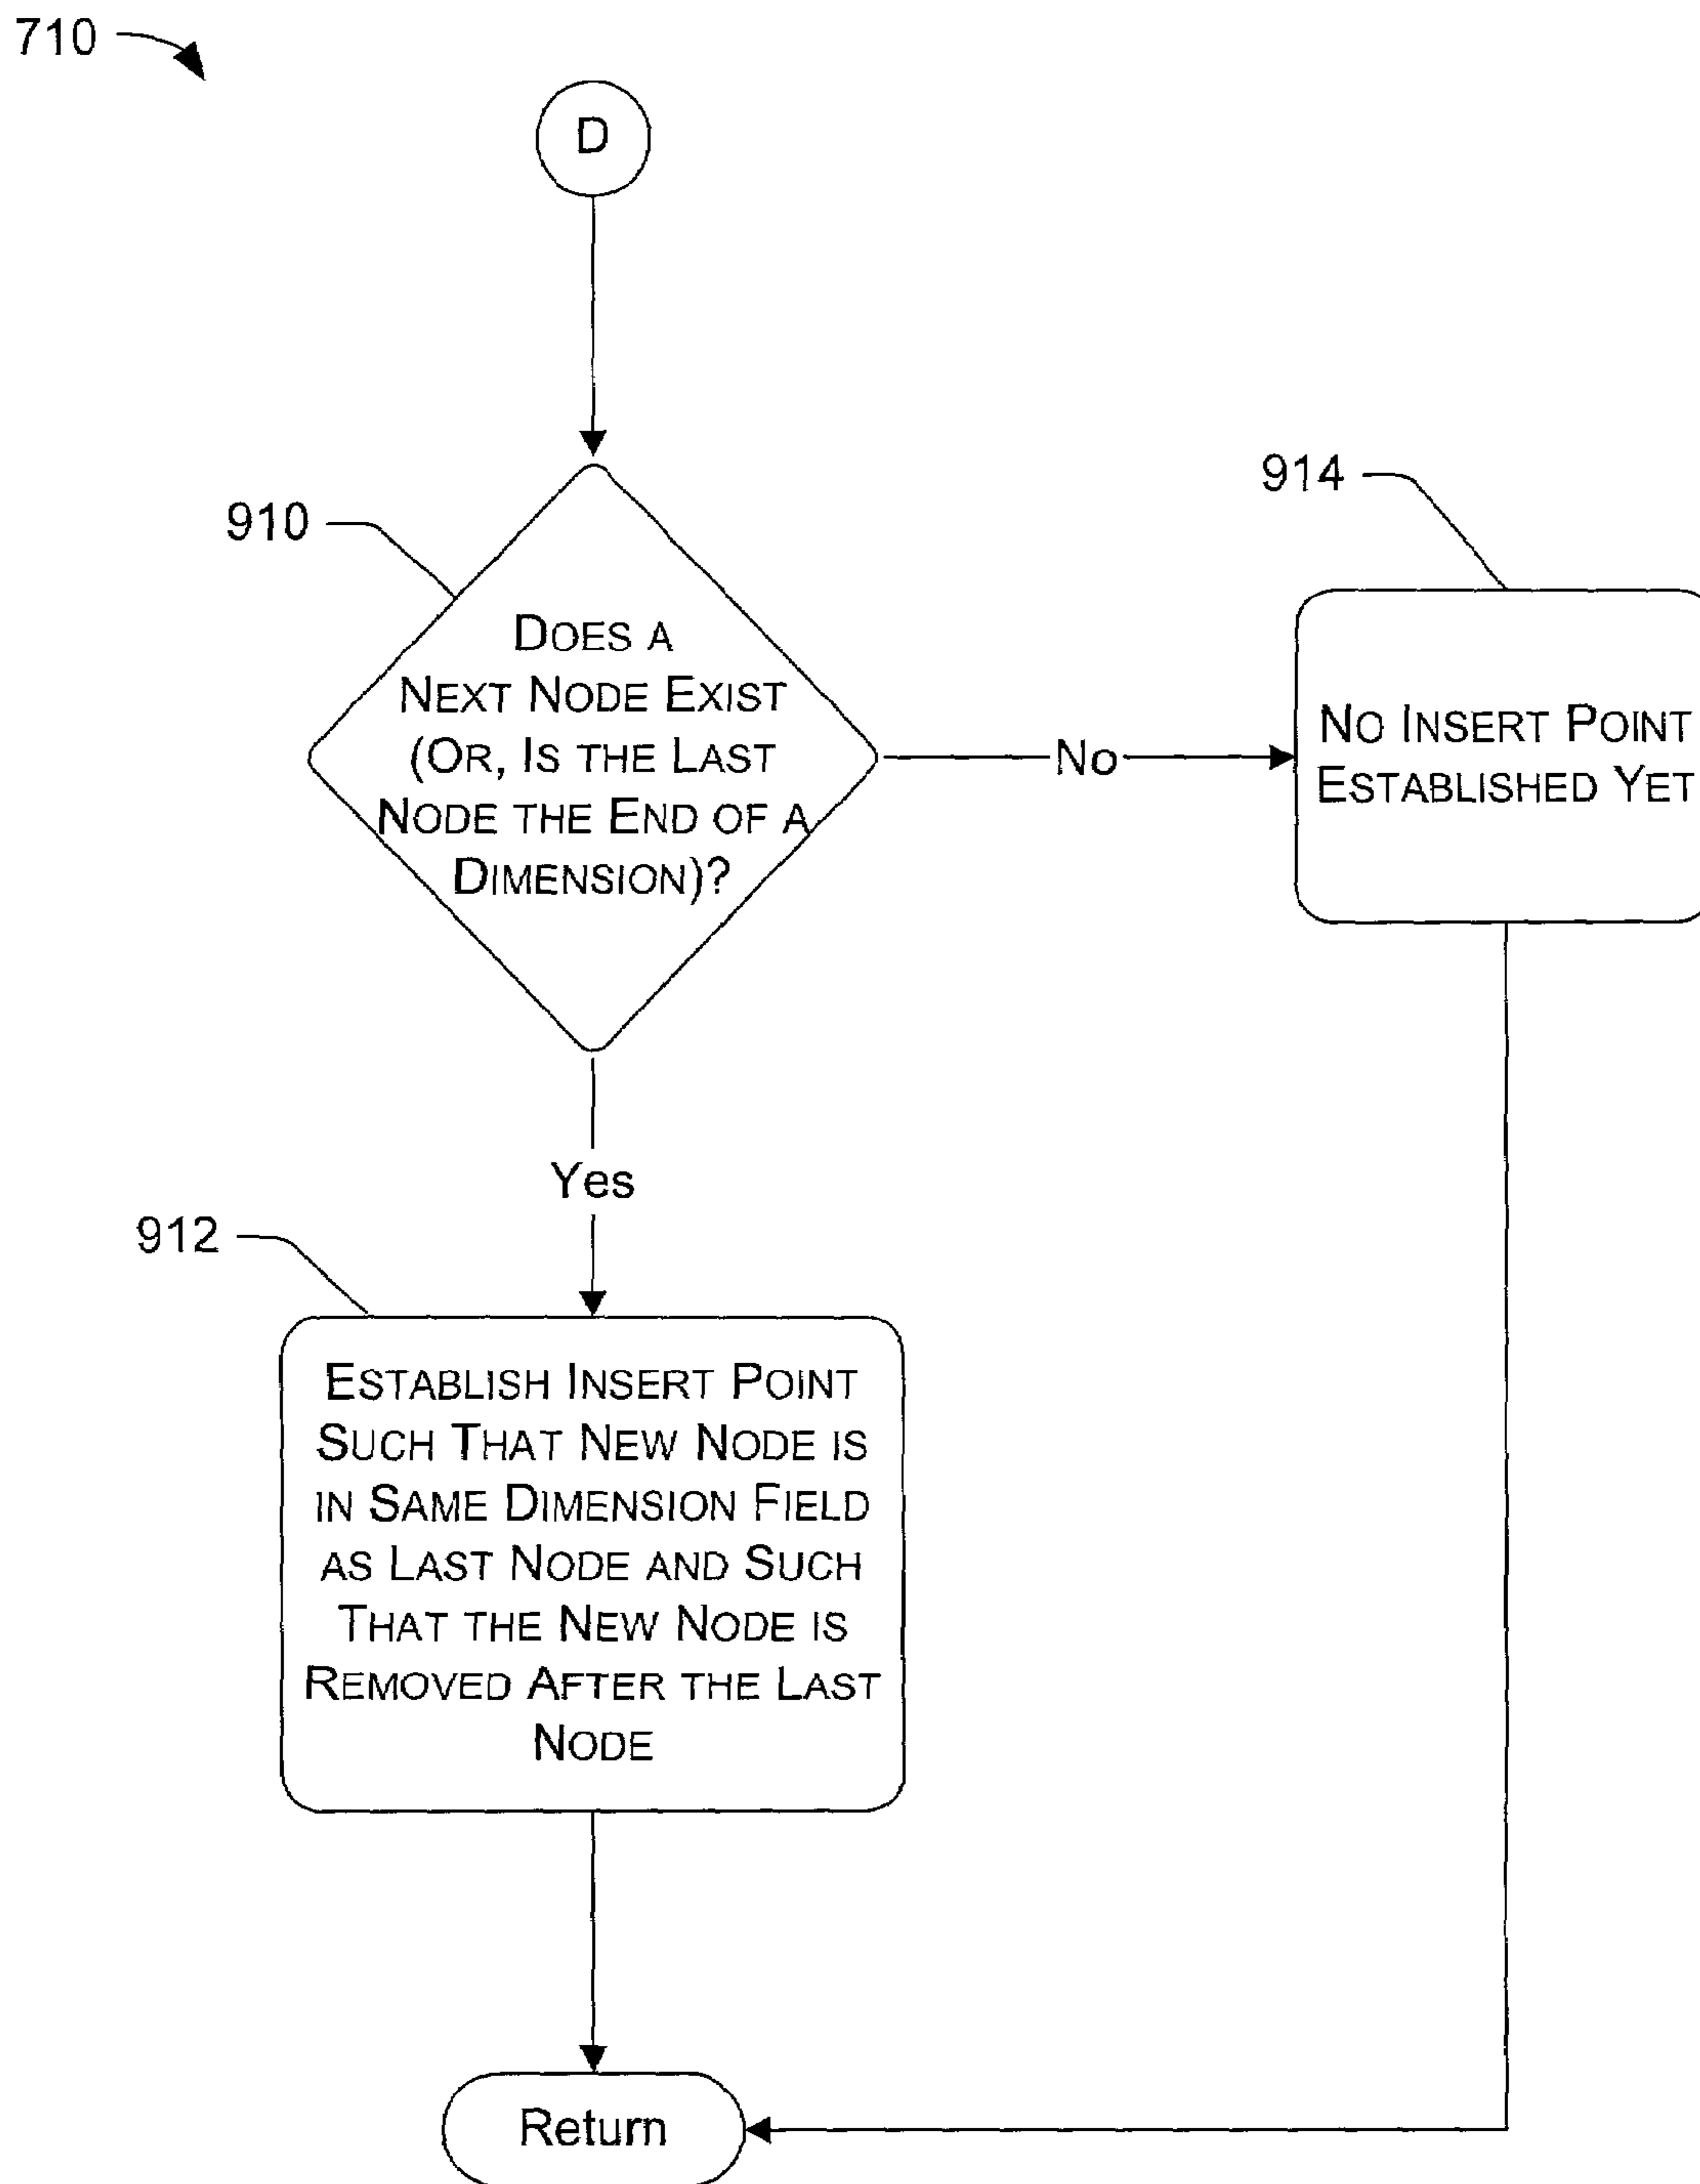 710
D
910
DOES A
NEXT NODE EXIST
(OR, IS THE LAST
NODE THE END OF A
DIMENSION)?
No
914
NO INSERT POINT
ESTABLISHED YET
Yes
912
ESTABLISH INSERT POINT
SUCH THAT NEW NODE IS
IN SAME DIMENSION FIELD
AS LAST NODE AND SUCH
THAT THE NEW NODE IS
REMOVED AFTER THE LAST
NODE
Return